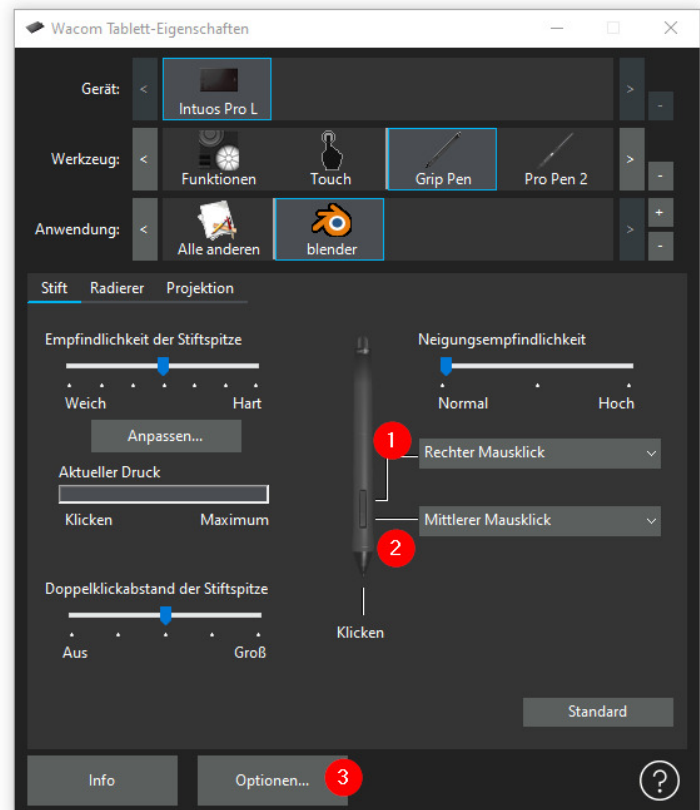 Wacom Tablett-Eigenschaften
Gerät:
Intuos Pro L
Werkzeug:
Funktionen Touch Grip Pen Pro Pen 2
Anwendung:
Alle anderen blender
Stift Radierer Projektion
Empfindlichkeit der Stiftspitze
Weich Hart
Anpassen...
Aktueller Druck
Klicken Maximum
Doppelklickabstand der Stiftspitze
Aus Groß
Neigungsempfindlichkeit
Normal Hoch
1
Rechter Mausklick
Mittlerer Mausklick
2
Klicken
Standard
Info Optionen... 3
?